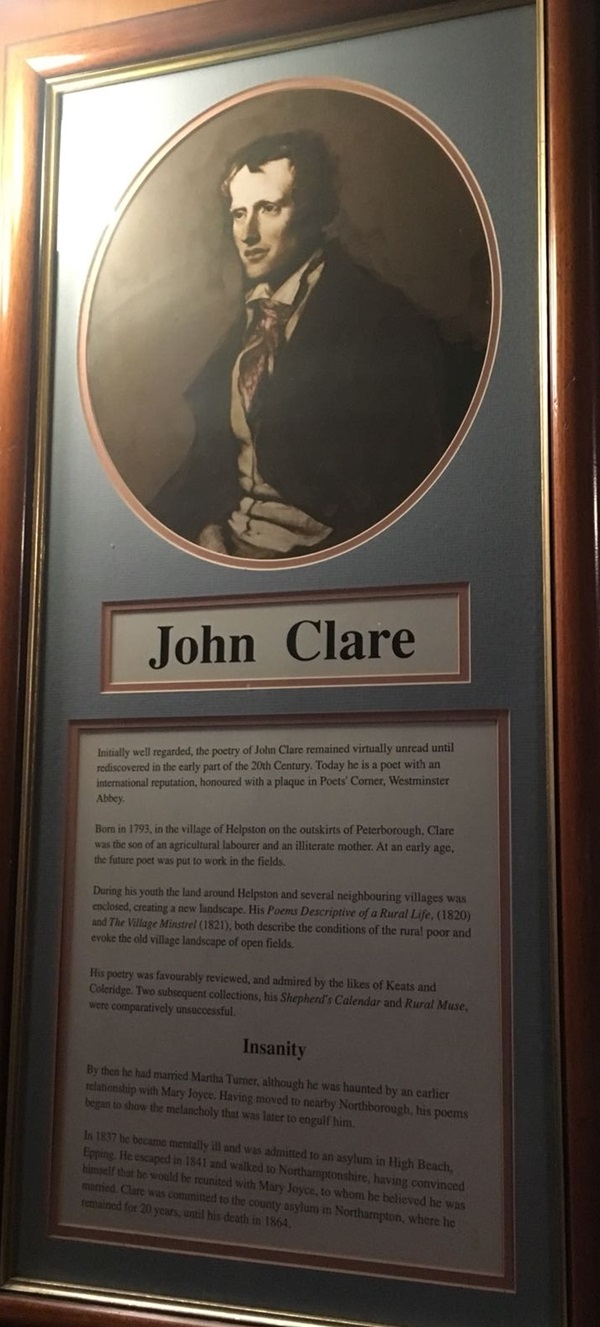 John Clare
Initially well regarded, the poetry of John Clare remained virtually unread until
rediscovered in the early part of the 20th Century. Today he is a poet with an
international reputation, honoured with a plaque in Poets' Corner, Westminster
Abbey.
Born in 1793, in the village of Helpston on the outskirts of Peterborough, Clare
was the son of an agricultural labourer and an illiterate mother. At an early age,
the future poet was put to work in the fields.
During his youth the land around Helpston and several neighbouring villages was
enclosed, creating a new landscape. His Poems Descriptive of a Rural Life, (1820)
and The Village Minstrel (1821), both describe the conditions of the rural poor and
evoke the old village landscape of open fields.
His poetry was favourably reviewed, and admired by the likes of Keats and
Coleridge. Two subsequent collections, his Shepherd's Calendar and Rural Muse,
were comparatively unsuccessful.
Insanity
By then he had married Martha Turner, although he was haunted by an earlier
relationship with Mary Joyce. Having moved to nearby Northborough, his poems
began to show the melancholy that was later to engulf him.
In 1837 he became mentally ill and was admitted to an asylum in High Beach,
Epping. He escaped in 1841 and walked to Northamptonshire, having convinced
himself that he would be reunited with Mary Joyce, to whom he believed he was
married. Clare was committed to the county asylum in Northampton, where he
remained for 20 years, until his death in 1864.